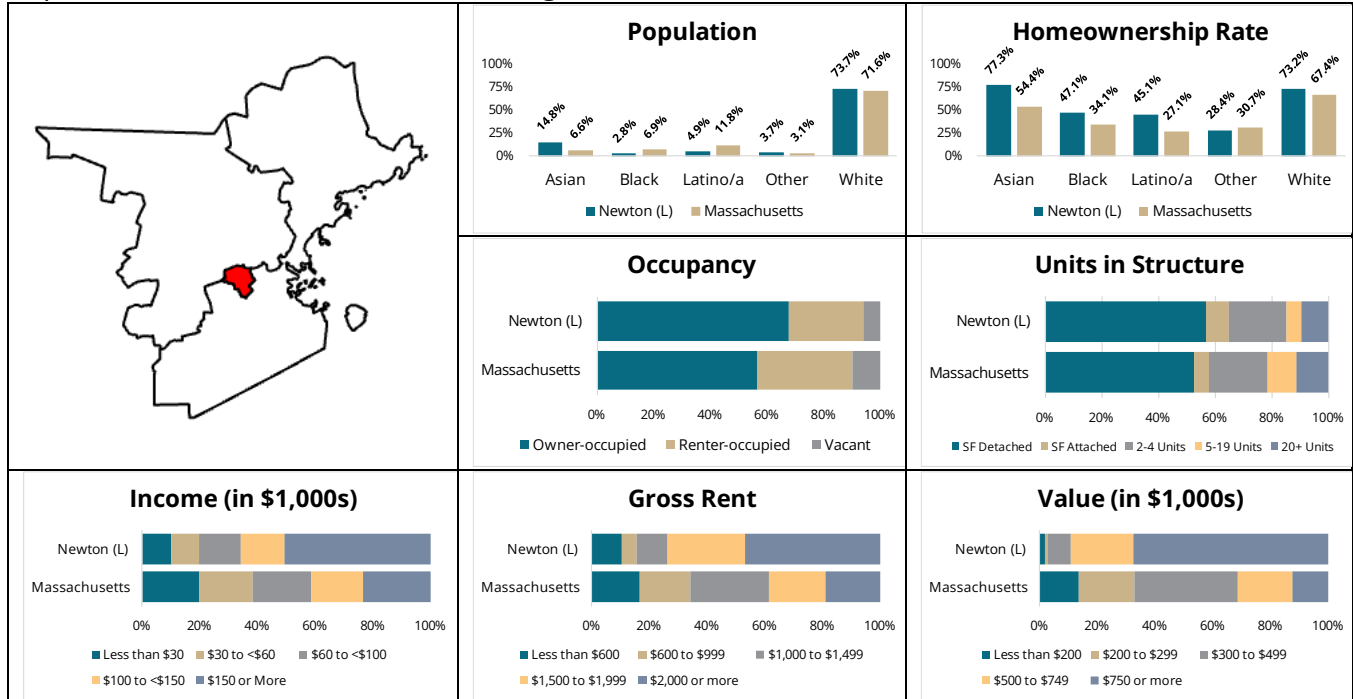 Population
100%
75%
50%
25%
0%
14.8% 6.6% 2.8% 6.9% 4.9% 11.8% 3.7% 3.1% 73.7% 71.6%
Asian Black Latino/a Other White
Newton (L) Massachusetts
Homeownership Rate
100%
75%
50%
25%
0%
77.3% 54.4% 47.1% 34.1% 45.1% 27.1% 28.4% 30.7% 73.2% 67.4%
Asian Black Latino/a Other White
Newton (L) Massachusetts
Occupancy
Newton (L)
Massachusetts
0% 20% 40% 60% 80% 100%
Owner-occupied Renter-occupied Vacant
Units in Structure
Newton (L)
Massachusetts
0% 20% 40% 60% 80% 100%
SF Detached SF Attached 2-4 Units 5-19 Units 20+ Units
Income (in $1,000s)
Newton (L)
Massachusetts
0% 20% 40% 60% 80% 100%
Less than $30 $30 to <$60 $60 to <$100
$100 to <$150 $150 or More
Gross Rent
Newton (L)
Massachusetts
0% 20% 40% 60% 80% 100%
Less than $600 $600 to $999 $1,000 to $1,499
$1,500 to $1,999 $2,000 or more
Value (in $1,000s)
Newton (L)
Massachusetts
0% 20% 40% 60% 80% 100%
Less than $200 $200 to $299 $300 to $499
$500 to $749 $750 or more